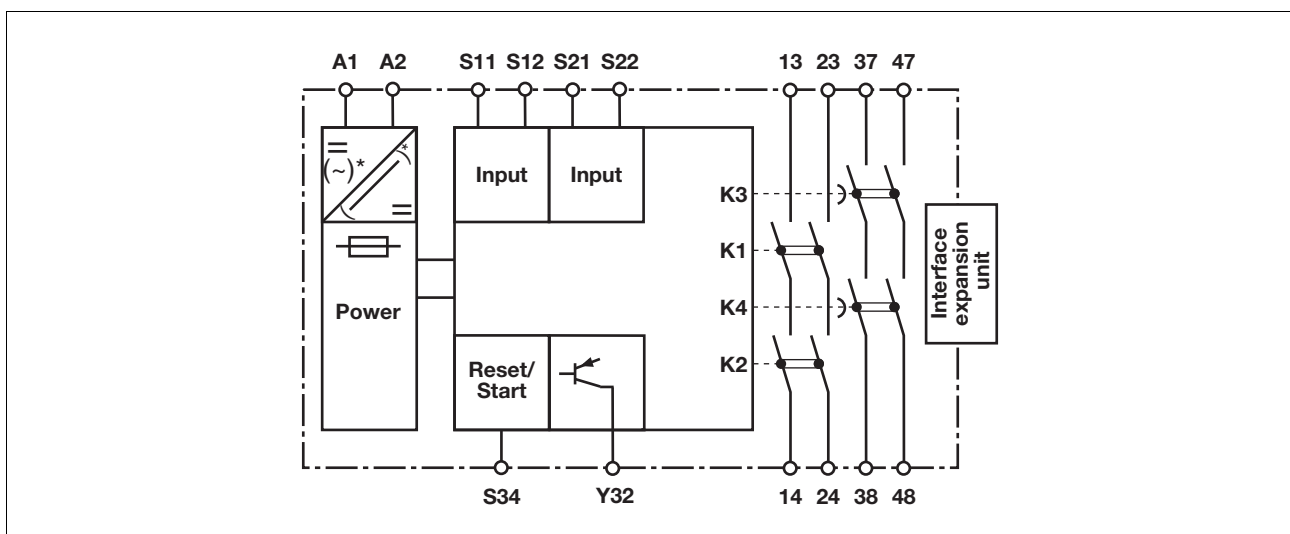 A1 A2 S11 S12 S21 S22 13 23 37 47
= (~)* * =
Input Input
K3
K1
K4
K2
Power
Reset/
Start
Interface
expansion
unit
S34 Y32 14 24 38 48